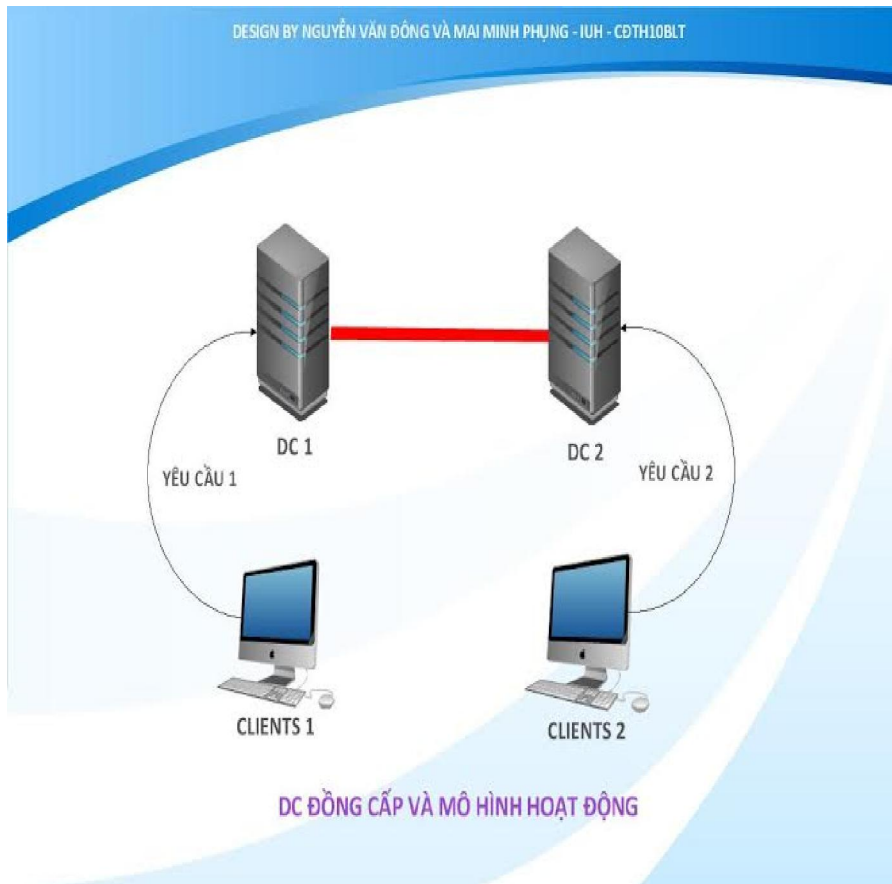 DESIGN BY NGUYỄN VĂN ĐÔNG VÀ MAI MINH PHỤNG - IUH - CĐTH10BLT
DC 1
DC 2
YÊU CẦU 1
YÊU CẦU 2
CLIENTS 1
CLIENTS 2
DC ĐỒNG CẤP VÀ MÔ HÌNH HOẠT ĐỘNG